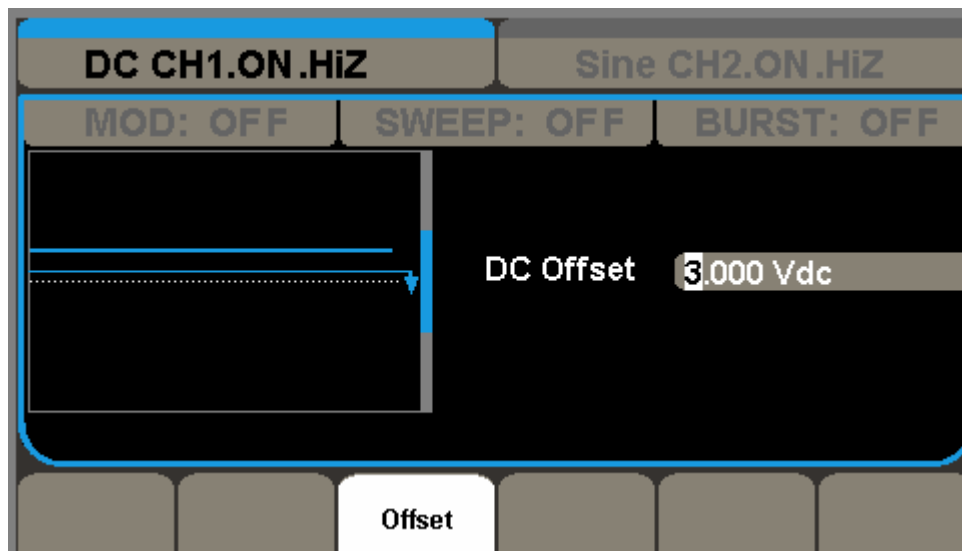 DC CH1.ON.HiZ
Sine CH2.ON.HiZ
MOD: OFF
SWEEP: OFF
BURST: OFF
DC Offset
3.000 Vdc
Offset